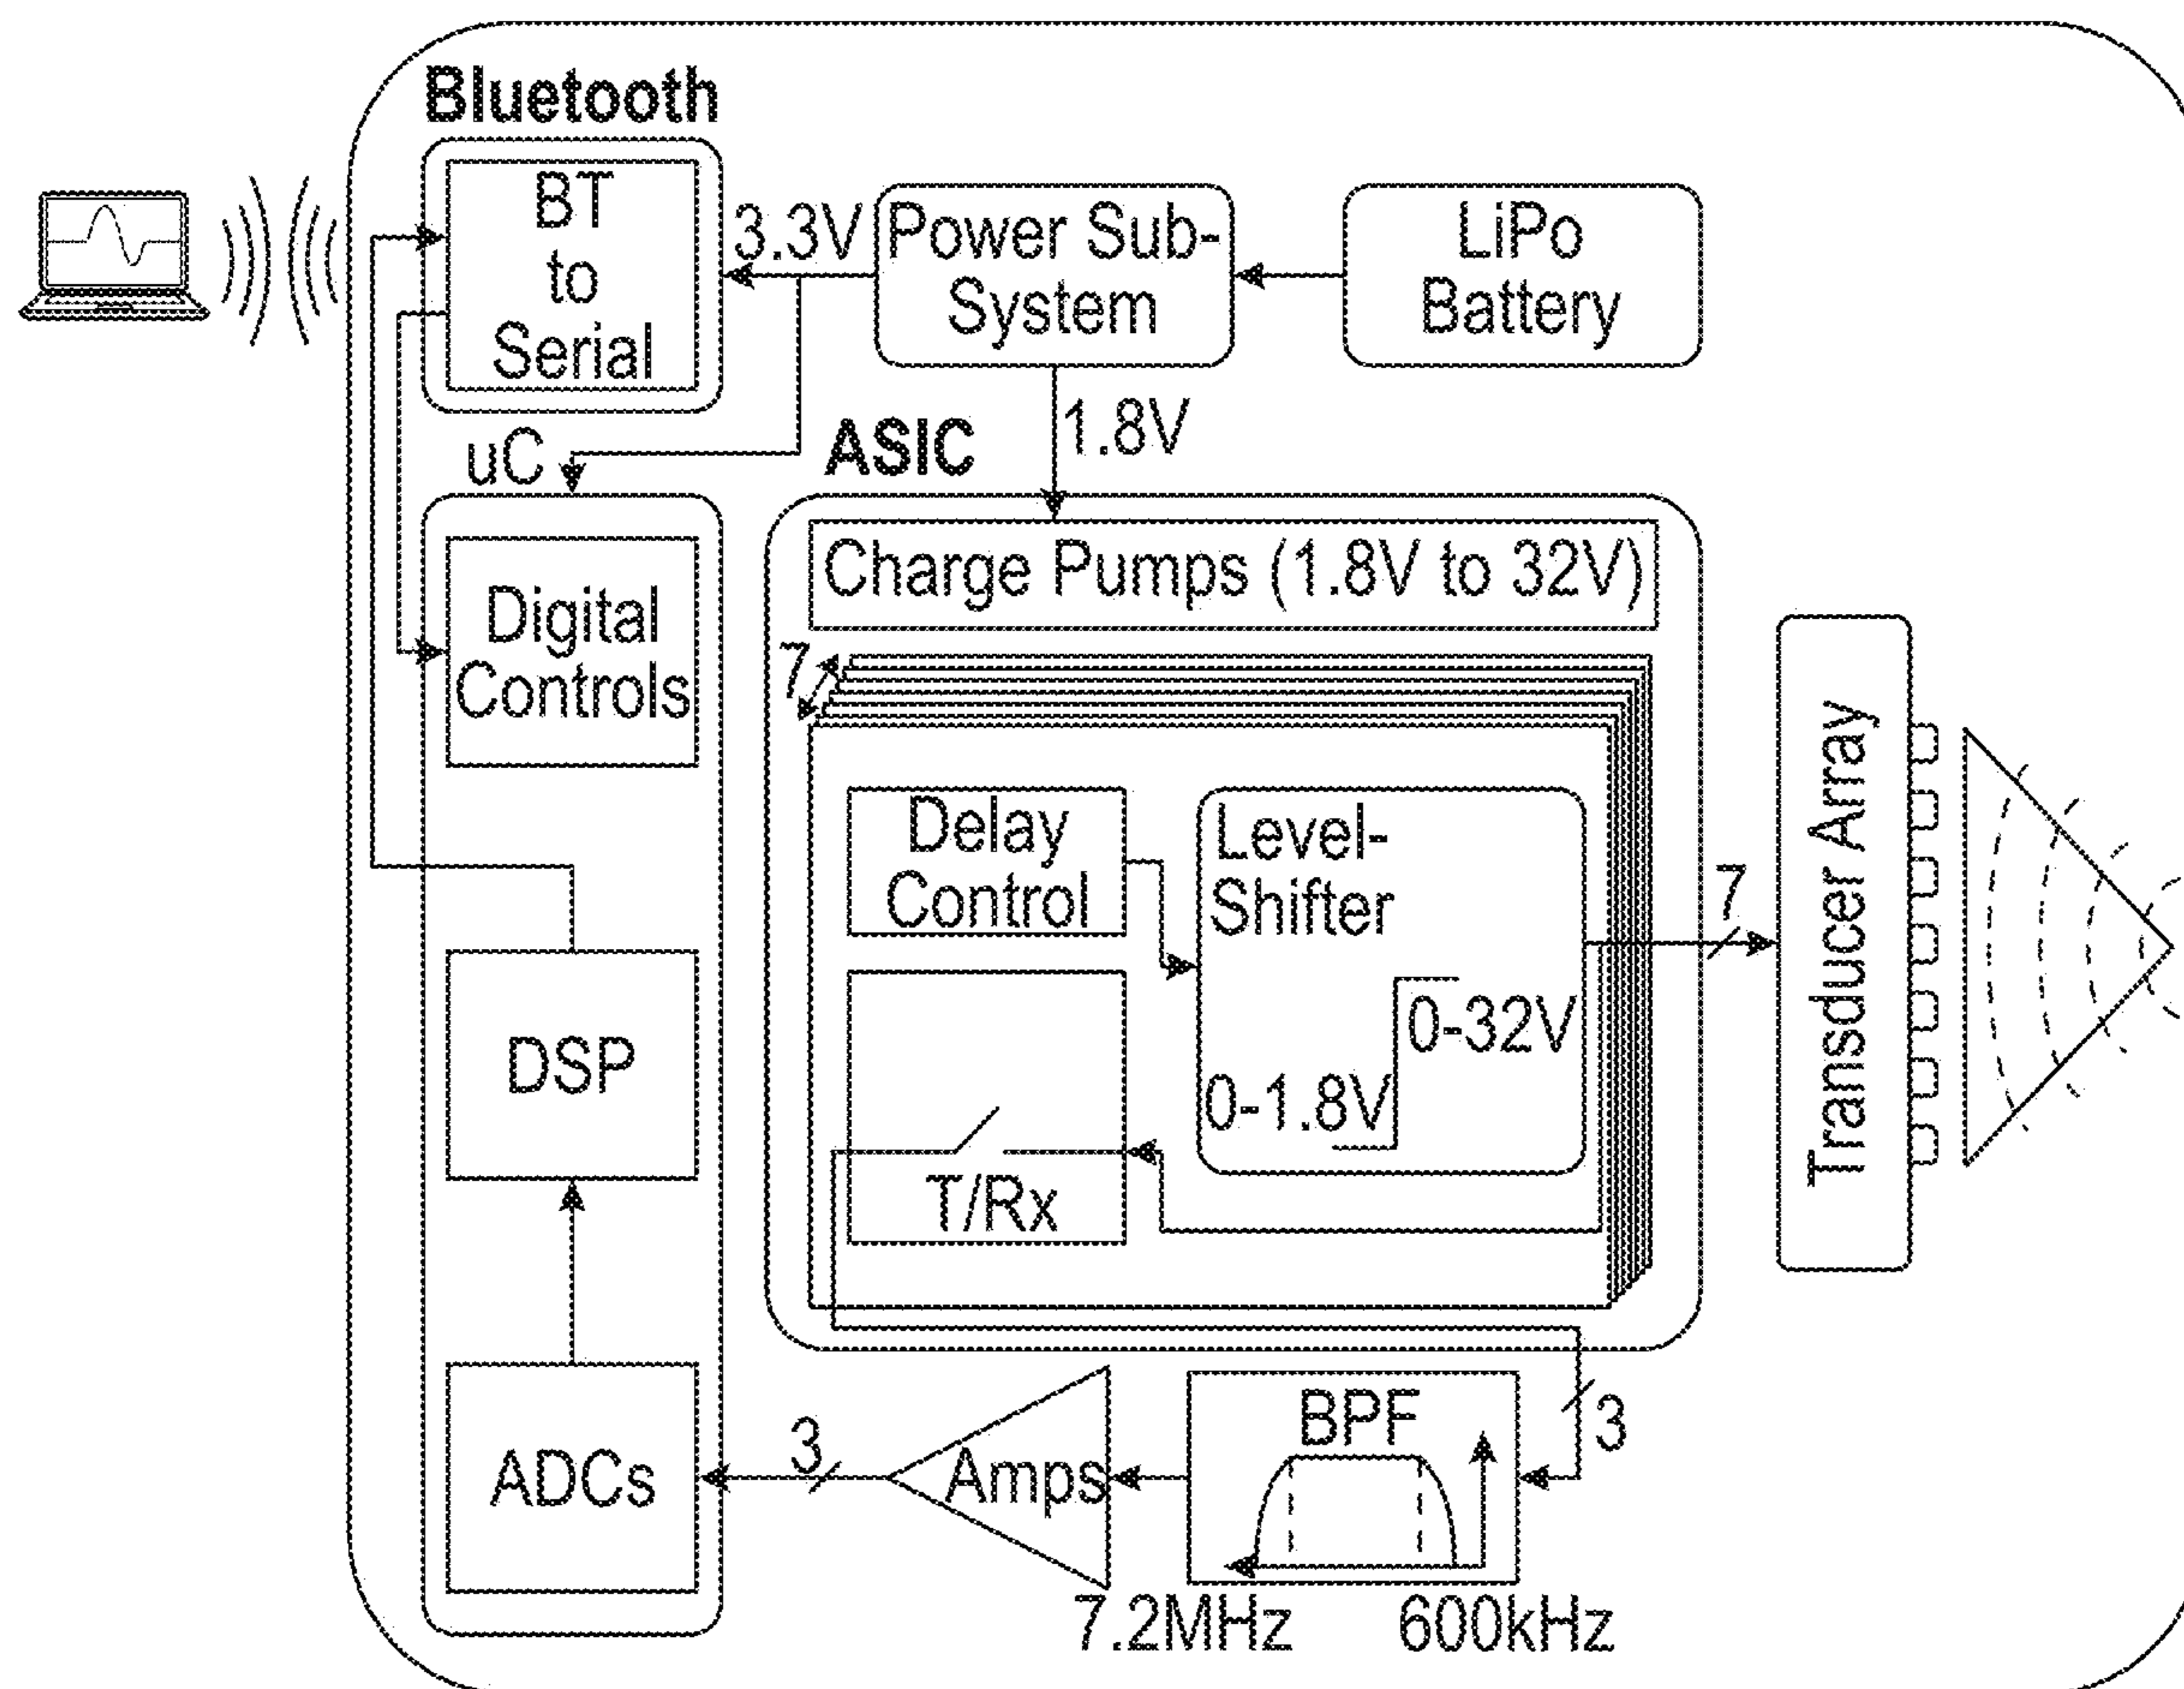 Bluetooth
BT
to
Serial
3.3V
Power Sub-
System
LiPo
Battery
1.8V
uC
ASIC
Digital
Controls
Charge Pumps (1.8V to 32V)
7
Delay
Control
Level-
Shifter
0-32V
0-1.8V
T/Rx
7
Transducer Array
DSP
ADCs
3
Amps
BPF
3
7.2MHz
600kHz